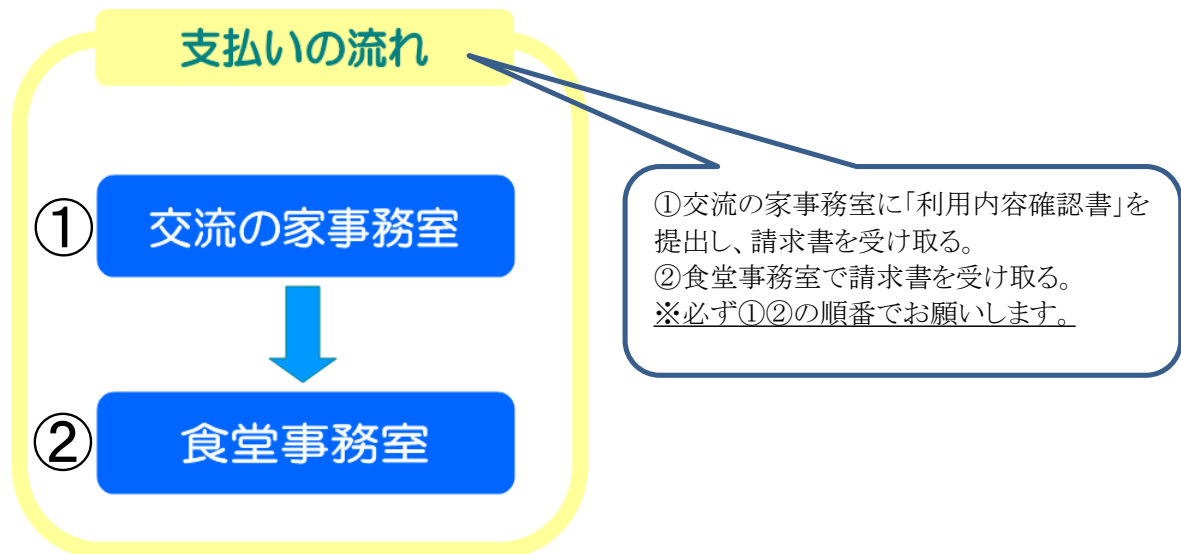 支払いの流れ
① 交流の家事務室
② 食堂事務室
①交流の家事務室に「利用内容確認書」を
提出し、請求書を受け取る。
②食堂事務室で請求書を受け取る。
※必ず①②の順番でお願いします。